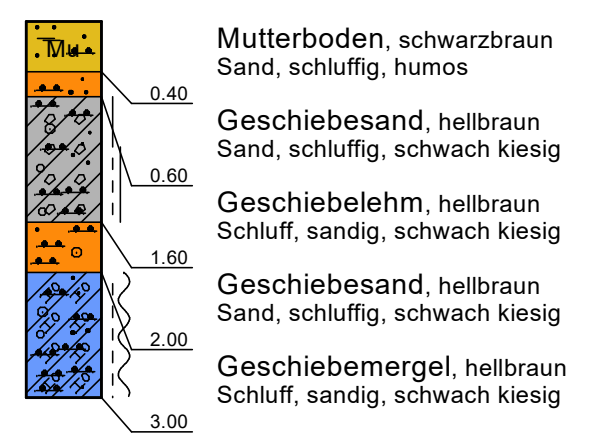 Mu
Mutterboden, schwarzbraun
Sand, schluffig, humos
0.40
Geschiebesand, hellbraun
Sand, schluffig, schwach kiesig
0.60
Geschiebelehm, hellbraun
Schluff, sandig, schwach kiesig
1.60
Geschiebesand, hellbraun
Sand, schluffig, schwach kiesig
2.00
Geschiebemergel, hellbraun
Schluff, sandig, schwach kiesig
3.00